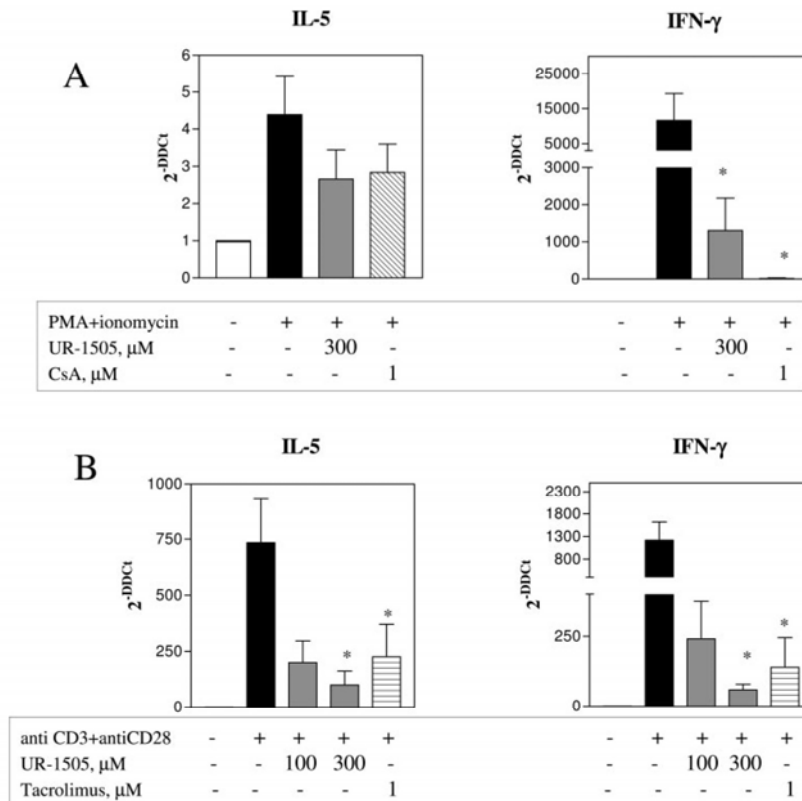 IL-5 IFN-γ
A
2^-DDCt
6
5
4
3
2
1
0
2^-DDCt
25000
15000
5000
3000
2000
1000
0
*
*
PMA+ionomycin - + + + - + + +
UR-1505, μM - - 300 - - - 300 -
CsA, μM - - - 1 - - - 1
IL-5 IFN-γ
B
2^-DDCt
1000
750
500
250
0
*
*
2^-DDCt
2300
1800
1300
800
250
0
*
*
anti CD3+antiCD28 - + + + + - + + + +
UR-1505, μM - - 100 300 - - - 100 300 -
Tacrolimus, μM - - - - 1 - - - - 1